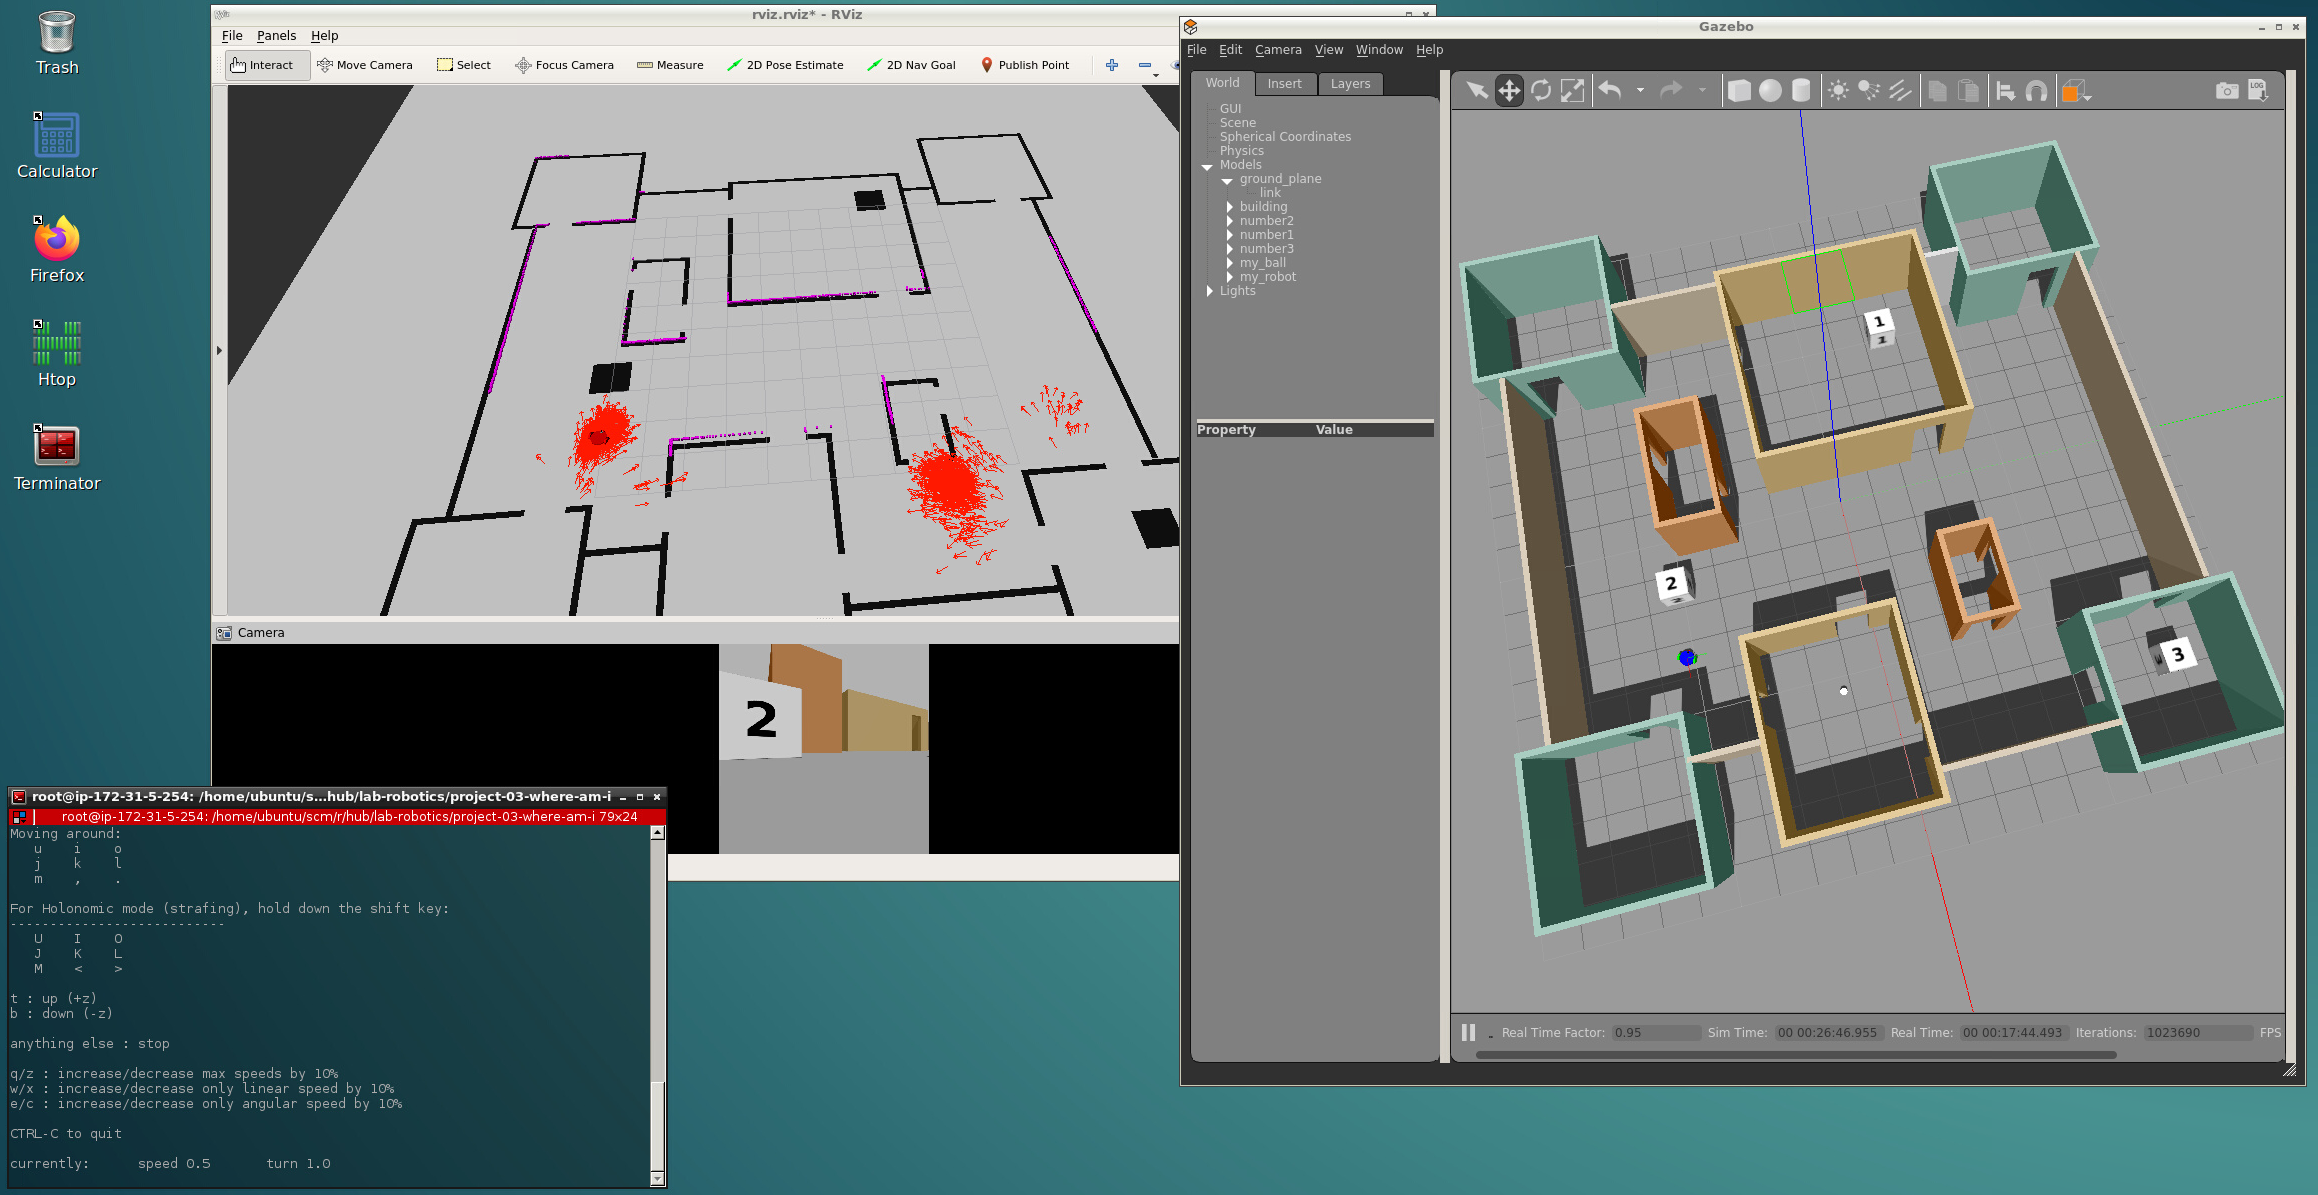 Trash
Calculator
Firefox
Htop
Terminator
rviz.rviz* - RViz
File Panels Help
Interact Move Camera Select Focus Camera Measure 2D Pose Estimate 2D Nav Goal Publish Point
Camera
2
root@ip-172-31-5-254: /home/ubuntu/s...hub/lab-robotics/project-03-where-am-i
root@ip-172-31-5-254: /home/ubuntu/scm/r/hub/lab-robotics/project-03-where-am-i 79x24
Moving around:
u i o
j k l
m , .
For Holonomic mode (strafing), hold down the shift key:
---------------------------
U I O
J K L
M < >
t : up (+z)
b : down (-z)
anything else : stop
q/z : increase/decrease max speeds by 10%
w/x : increase/decrease only linear speed by 10%
e/c : increase/decrease only angular speed by 10%
CTRL-C to quit
currently: speed 0.5 turn 1.0
Gazebo
File Edit Camera View Window Help
World Insert Layers
GUI
Scene
Spherical Coordinates
Physics
Models
ground_plane
link
building
number2
number1
number3
my_ball
my_robot
Lights
Property Value
LOG
1
1
2
3
Real Time Factor: 0.95 Sim Time: 00 00:26:46.955 Real Time: 00 00:17:44.493 Iterations: 1023690 FPS